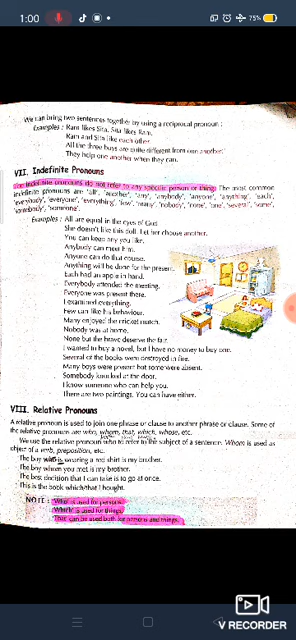 1:00
75%
We can bring two sentences together by using a reciprocal pronoun :
Examples : Ram likes Sita. Sita likes Ram.
Ram and Sita like each other.
All the three boys are quite different from one another.
They help one another when they can.
VII. Indefinite Pronouns
The indefinite pronouns do not refer to any specific person or thing. The most common
indefinite pronouns are 'all', 'another', 'any', 'anybody', 'anyone', 'anything', 'each',
'everybody', 'everyone', 'everything', 'few', 'many', 'nobody', 'none', 'one', 'several', 'some',
'somebody', 'someone'.
Examples : All are equal in the eyes of God.
She doesn't like this doll. Let her choose another.
You can keep any you like.
Anybody can meet him.
Anyone can do that course.
Anything will be done for the present.
Each had an apple in hand.
Everybody attended the meeting.
Everyone was present there.
I examined everything.
Few can like his behaviour.
Many enjoyed the cricket match.
Nobody was at home.
None but the brave deserve the fair.
I wanted to buy a novel, but I have no money to buy one.
Several of the books were destroyed in fire.
Many boys were present but some were absent.
Somebody knocked at the door.
I know someone who can help you.
There are two paintings. You can have either.
VIII. Relative Pronouns
A relative pronoun is used to join one phrase or clause to another phrase or clause. Some of
the relative pronouns are who, whom, that, which, whose, etc.
We use the relative pronoun who to refer to the subject of a sentence. Whom is used as
object of a verb, preposition, etc.
The boy who is wearing a red shirt is my brother.
The boy whom you met is my brother.
The best decision that I can take is to go at once.
This is the book which/that I bought.
NOTE : 'Who' is used for persons.
'Which' is used for things.
'That' can be used both for persons and things.
V RECORDER